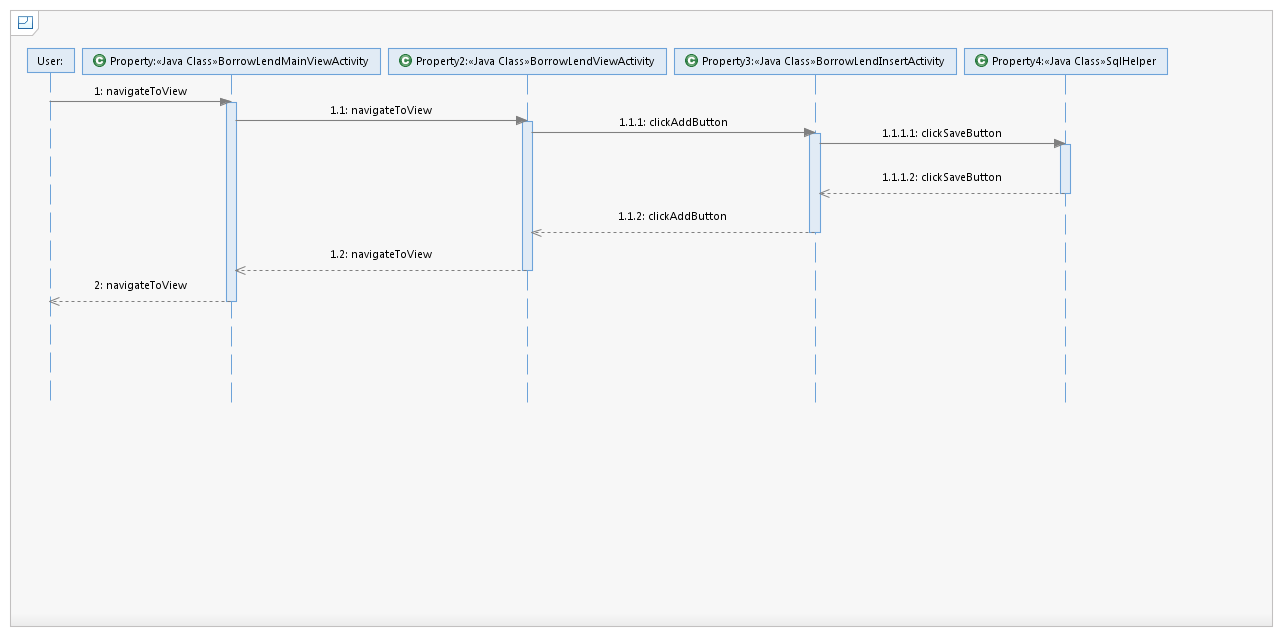 User:
C Property:«Java Class»BorrowLendMainViewActivity
C Property2:«Java Class»BorrowLendViewActivity
C Property3:«Java Class»BorrowLendInsertActivity
C Property4:«Java Class»SqlHelper
1: navigateToView
1.1: navigateToView
1.1.1: clickAddButton
1.1.1.1: clickSaveButton
1.1.1.2: clickSaveButton
1.1.2: clickAddButton
1.2: navigateToView
2: navigateToView